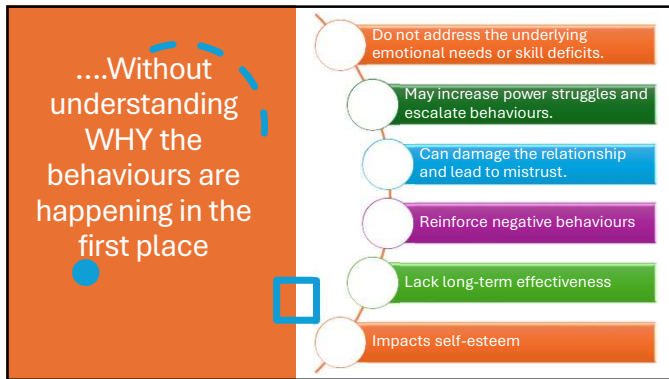 ....Without
understanding
WHY the
behaviours are
happening in the
first place
Do not address the underlying
emotional needs or skill deficits.
May increase power struggles and
escalate behaviours.
Can damage the relationship
and lead to mistrust.
Reinforce negative behaviours
Lack long-term effectiveness
Impacts self-esteem